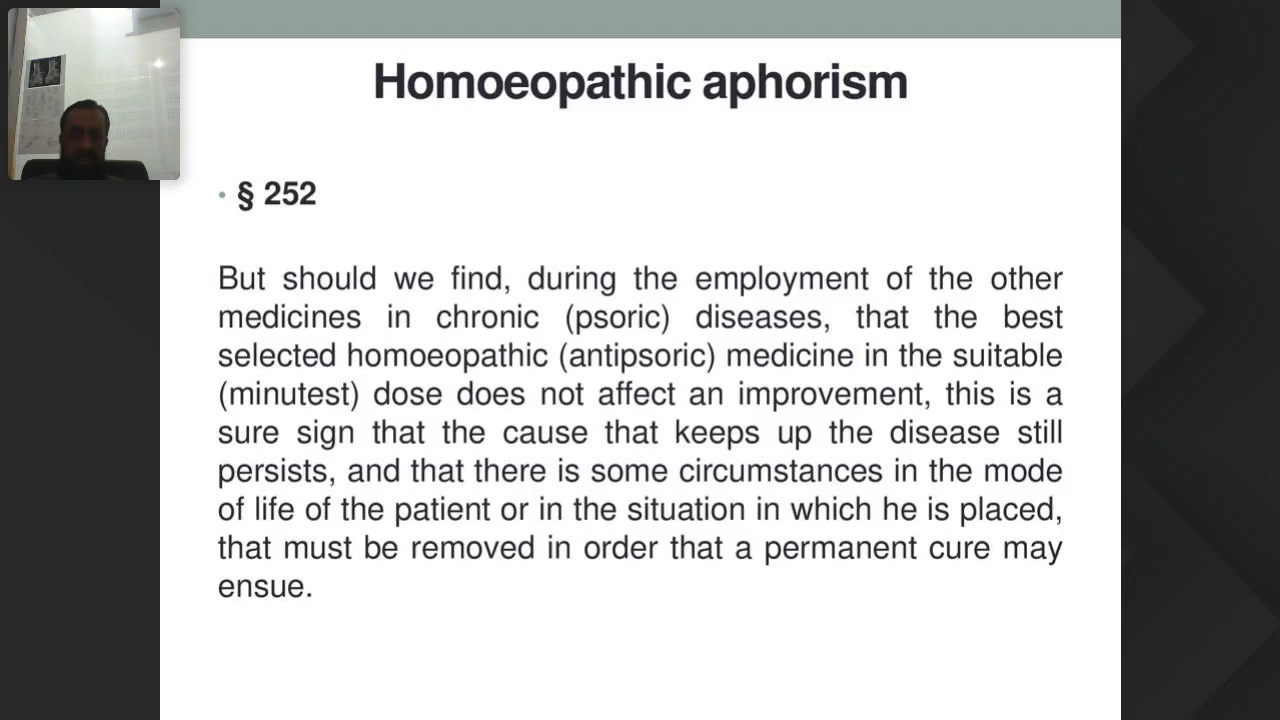 Homoeopathic aphorism
• § 252
But should we find, during the employment of the other
medicines in chronic (psoric) diseases, that the best
selected homoeopathic (antipsoric) medicine in the suitable
(minutest) dose does not affect an improvement, this is a
sure sign that the cause that keeps up the disease still
persists, and that there is some circumstances in the mode
of life of the patient or in the situation in which he is placed,
that must be removed in order that a permanent cure may
ensue.